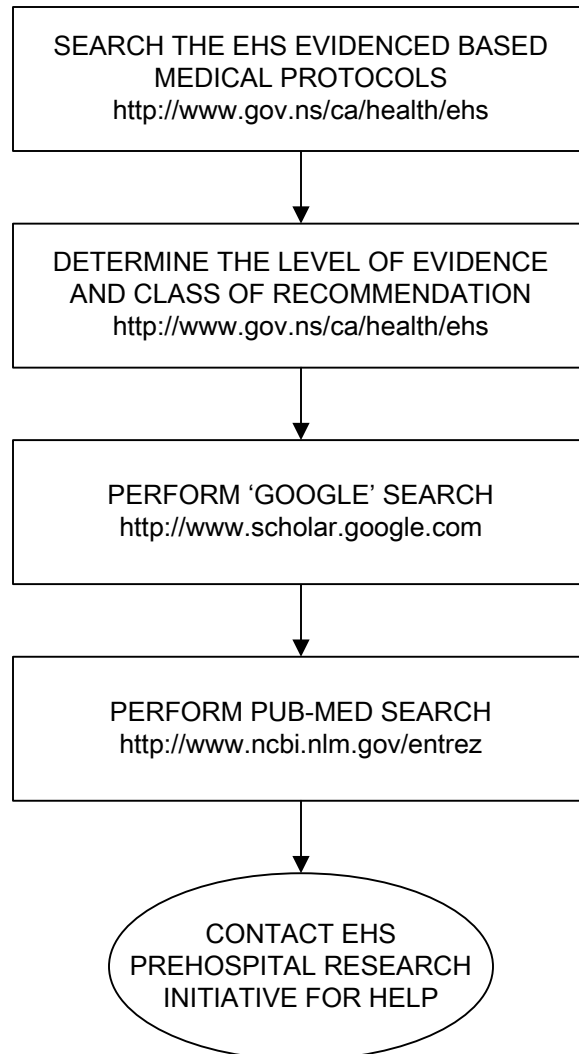 SEARCH THE EHS EVIDENCED BASED
MEDICAL PROTOCOLS
http://www.gov.ns/ca/health/ehs
DETERMINE THE LEVEL OF EVIDENCE
AND CLASS OF RECOMMENDATION
http://www.gov.ns/ca/health/ehs
PERFORM ‘GOOGLE’ SEARCH
http://www.scholar.google.com
PERFORM PUB-MED SEARCH
http://www.ncbi.nlm.gov/entrez
CONTACT EHS
PREHOSPITAL RESEARCH
INITIATIVE FOR HELP